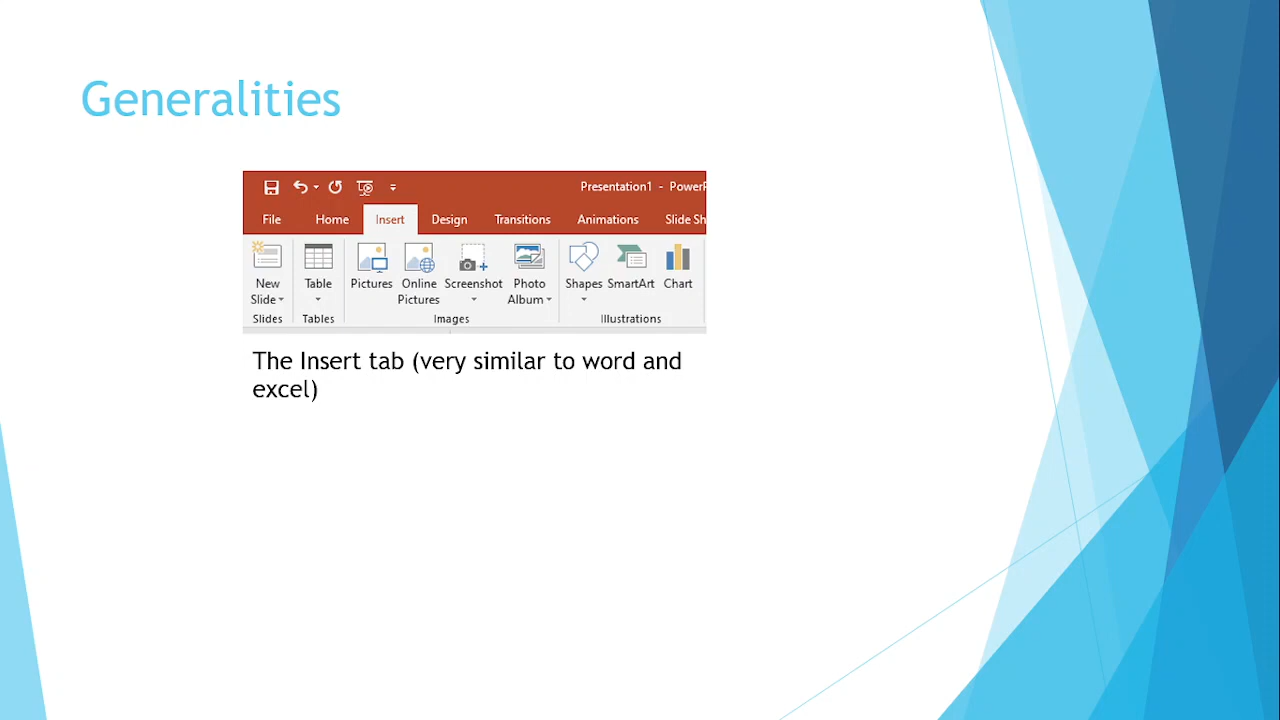 Generalities
Presentation1 - PowerP
File Home Insert Design Transitions Animations Slide Sh
New Slide
Table
Pictures
Online Pictures
Screenshot
Photo Album
Shapes
SmartArt
Chart
Slides Tables Images Illustrations
The Insert tab (very similar to word and
excel)